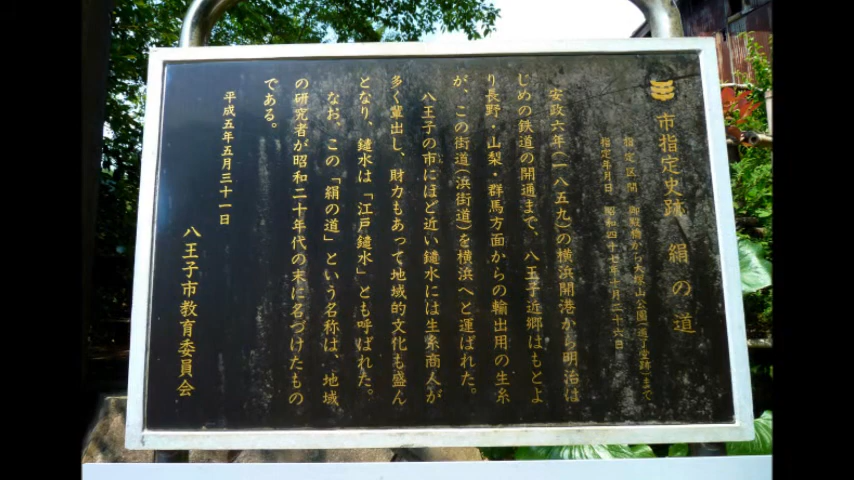 市指定史跡 絹の道
指定区間 御殿橋から大塚山公園(道了堂跡)まで
指定年月日 昭和四十七年十月二十六日
安政六年(一八五九)の横浜開港から明治は
じめの鉄道の開通まで、八王子近郷はもとよ
り長野・山梨・群馬方面からの輸出用の生糸
が、この街道(浜街道)を横浜へと運ばれた。
八王子の市にほど近い鑓水には生糸商人が
多く輩出し、財力もあって地域的文化も盛ん
となり、鑓水は「江戸鑓水」とも呼ばれた。
なお、この「絹の道」という名称は、地域
の研究者が昭和二十年代の末に名づけたもの
である。
平成五年五月三十一日
八王子市教育委員会